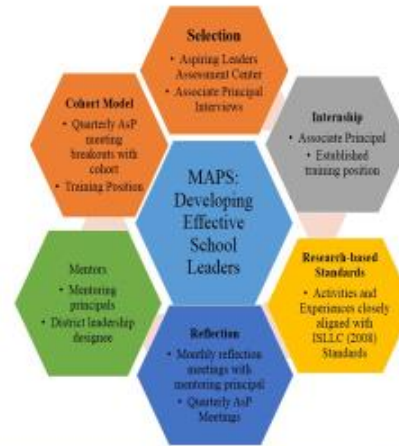 Selection
• Aspiring Leaders
Assessment Center
• Associate Principal
Interviews
Cohort Model
• Quarterly AsP
meeting
breakouts with
cohort
• Training Position
Internship
• Associate Principal
• Established
training position
MAPS:
Developing
Effective
School
Leaders
Mentors
• Mentoring
principals
• District leadership
designee
Research-based
Standards
• Activities and
Experiences closely
aligned with
ISLLC (2008)
Standards
Reflection
• Monthly reflection
meetings with
mentoring principal
• Quarterly AsP
Meetings